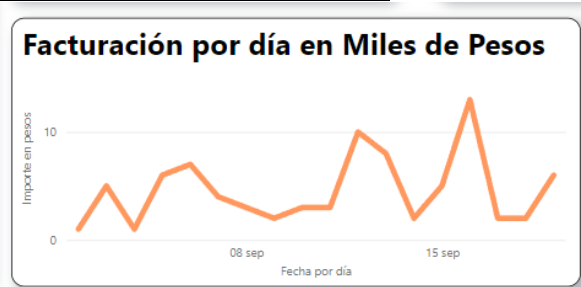 Facturación por día en Miles de Pesos
Importe en pesos
10
0
08 sep
15 sep
Fecha por día